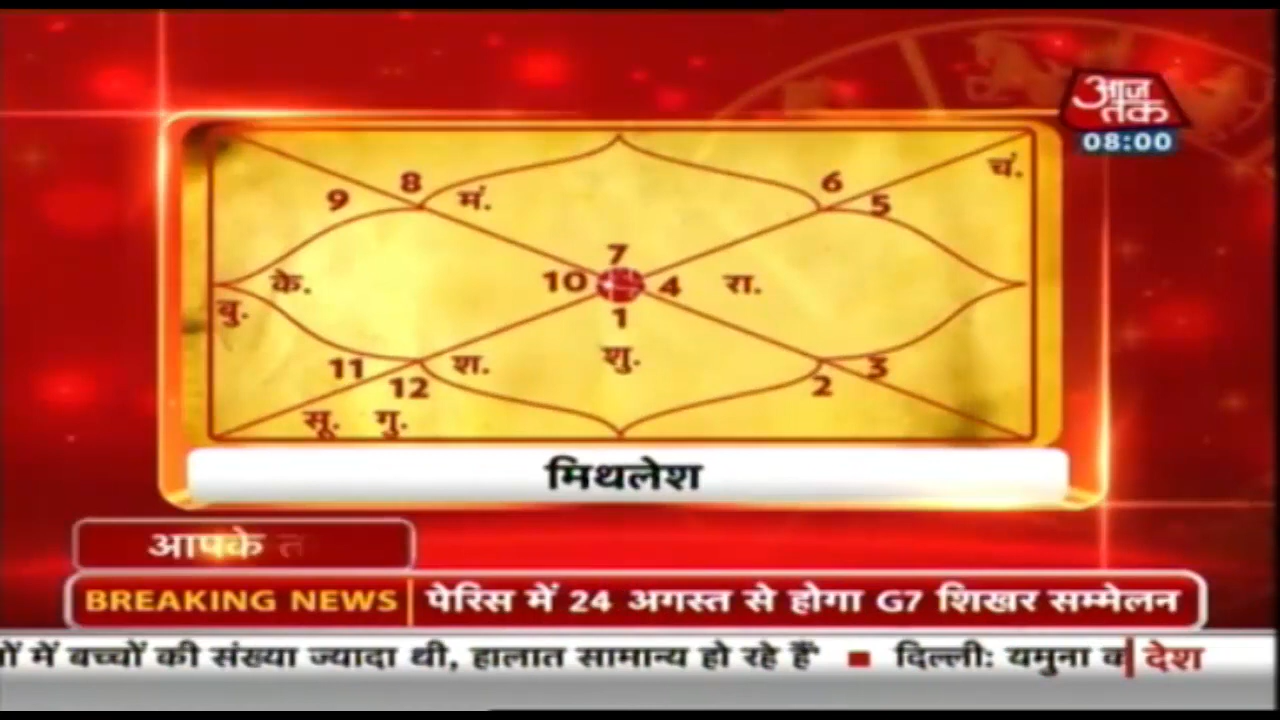 आज
तक
08:00
चं.
8
6
9
मं.
5
7
के.
10
4
रा.
बु.
1
11
श.
शु.
3
12
2
सू. गु.
मिथलेश
आपके
BREAKING NEWS पेरिस में 24 अगस्त से होगा G7 शिखर सम्मेलन
में बच्चों की संख्या ज्यादा थी, हालात सामान्य हो रहे हैं' दिल्ली: यमुना देश